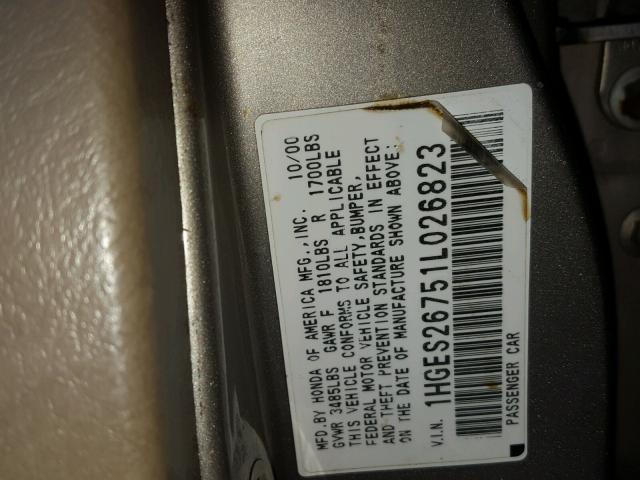 MFD.BY HONDA OF AMERICA MFG.,INC. 10/00
GVWR 3485LBS GAWR F 1810LBS R 1700LBS
THIS VEHICLE CONFORMS TO ALL APPLICABLE
FEDERAL MOTOR VEHICLE SAFETY,BUMPER,
AND THEFT PREVENTION STANDARDS IN EFFECT
ON THE DATE OF MANUFACTURE SHOWN ABOVE:
V.I.N. 1HGES26751L026823
PASSENGER CAR